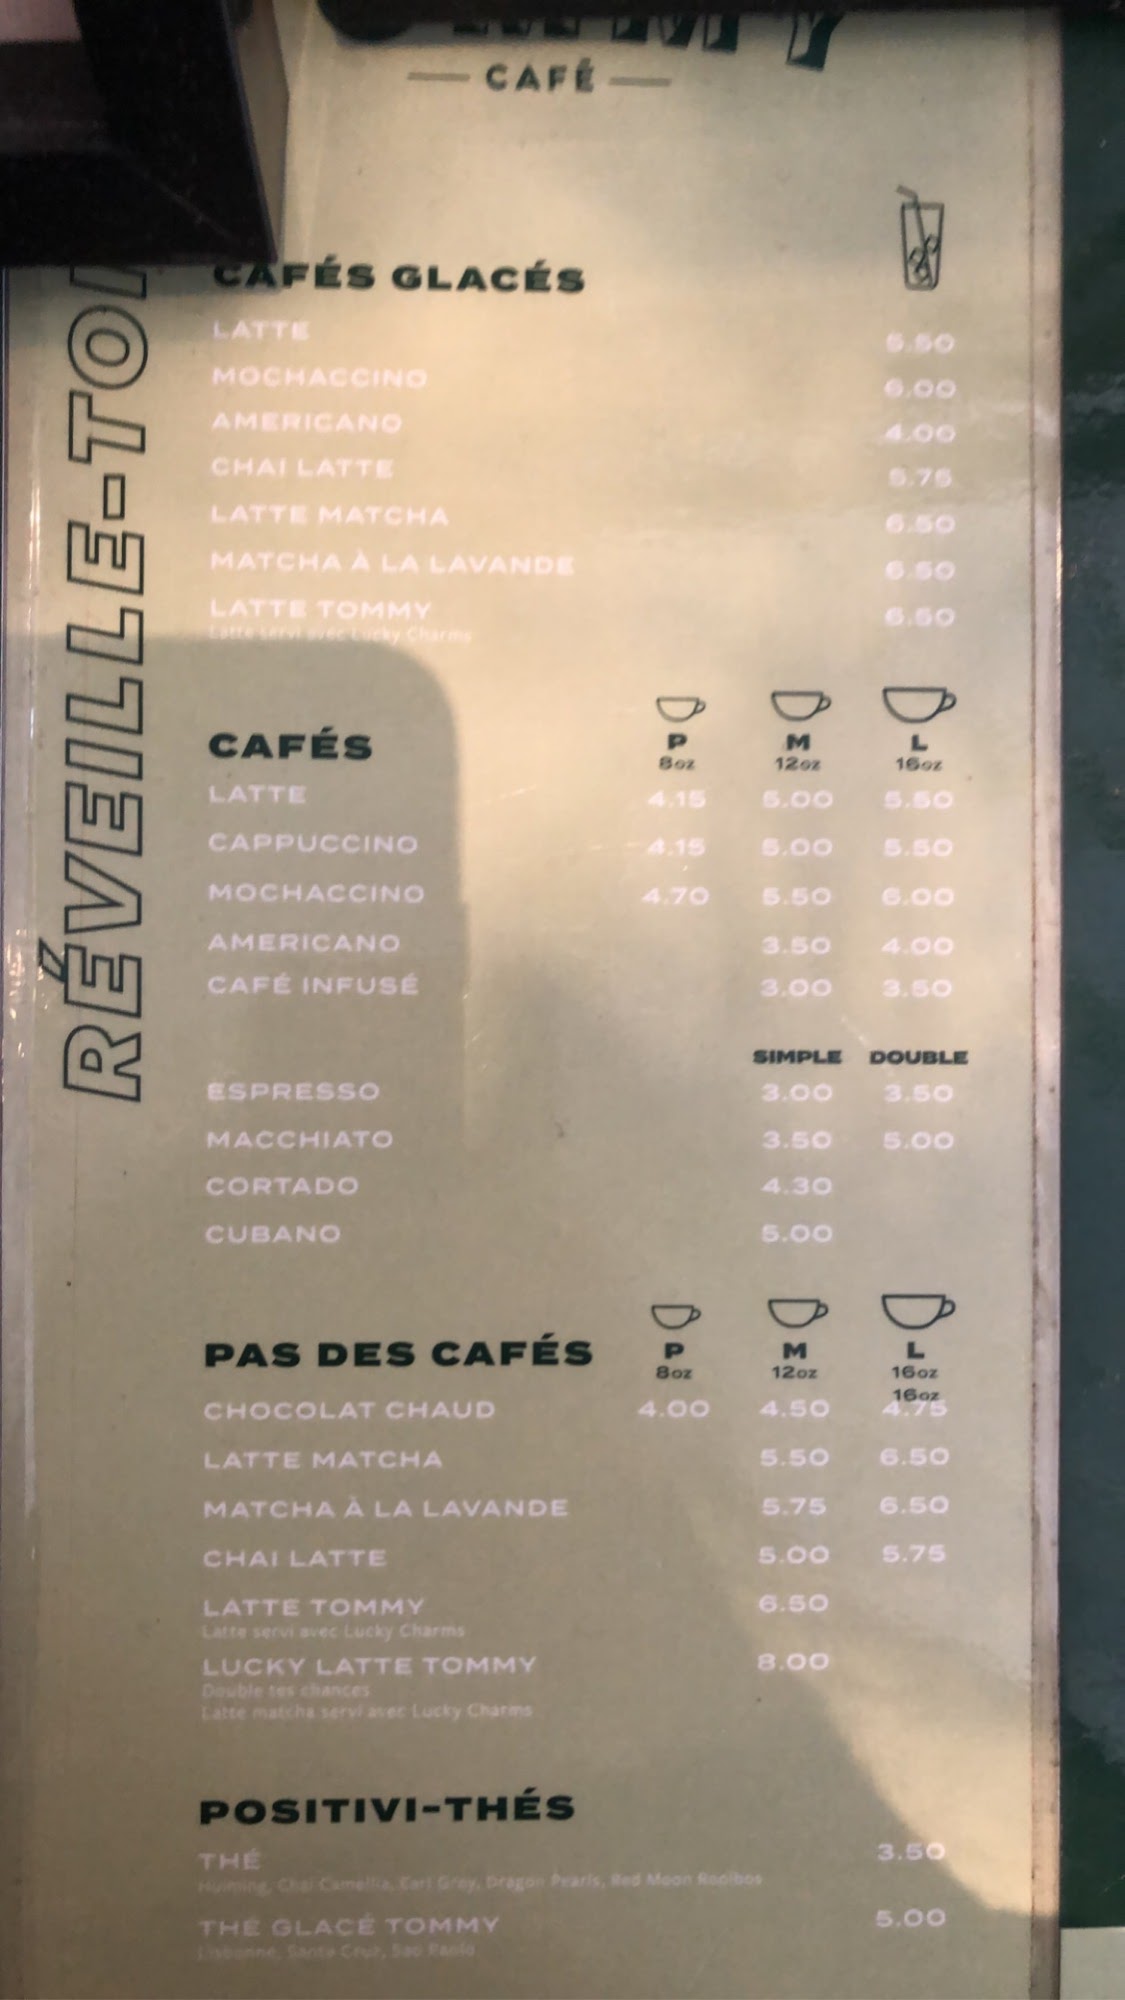 CAFÉ
RÉVEILLE-TOI
CAFÉS GLACÉS
LATTE 5.50
MOCHACCINO 6.00
AMERICANO 4.00
CHAI LATTE 5.75
LATTE MATCHA 6.50
MATCHA À LA LAVANDE 6.50
LATTE TOMMY 6.50
Latte servi avec Lucky Charms
CAFÉS P M L
8oz 12oz 16oz
LATTE 4.15 5.00 5.50
CAPPUCCINO 4.15 5.00 5.50
MOCHACCINO 4.70 5.50 6.00
AMERICANO 3.50 4.00
CAFÉ INFUSÉ 3.00 3.50
SIMPLE DOUBLE
ESPRESSO 3.00 3.50
MACCHIATO 3.50 5.00
CORTADO 4.30
CUBANO 5.00
PAS DES CAFÉS P M L
8oz 12oz 16oz
16oz
CHOCOLAT CHAUD 4.00 4.50 4.75
LATTE MATCHA 5.50 6.50
MATCHA À LA LAVANDE 5.75 6.50
CHAI LATTE 5.00 5.75
LATTE TOMMY 6.50
Latte servi avec Lucky Charms
LUCKY LATTE TOMMY 8.00
Double tes chances
Latte matcha servi avec Lucky Charms
POSITIVI-THÉS
THÉ 3.50
Chai Camellia, Earl Grey, Dragon Pearls, Red Moon Rooibos
THÉ GLACÉ TOMMY 5.00
Lisbonne, Santa Cruz, Sao Paulo